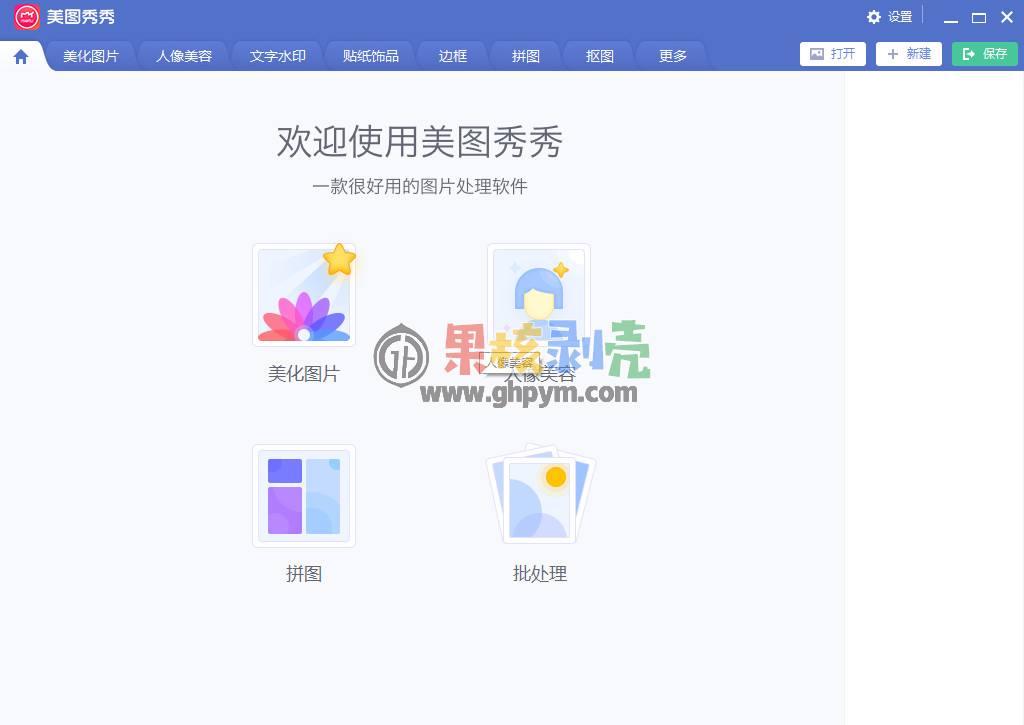 美图秀秀
设置
美化图片 人像美容 文字水印 贴纸饰品 边框 拼图 抠图 更多
打开 新建 保存
欢迎使用美图秀秀
一款很好用的图片处理软件
果核剥壳
人像美容
美化图片 人像美容
www.ghpym.com
拼图 批处理